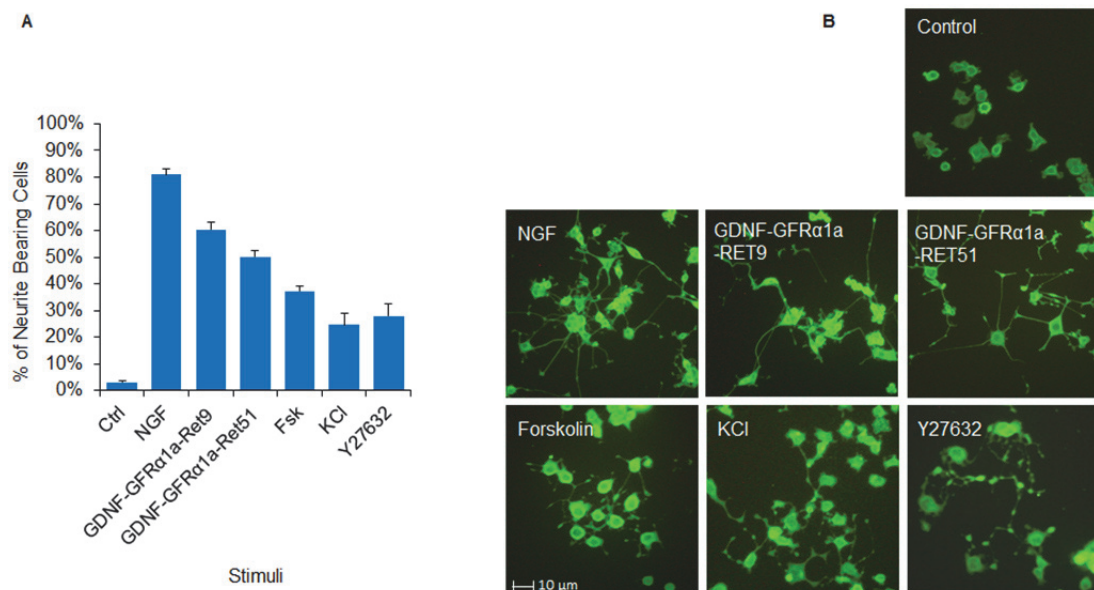 A
100%
90%
80%
70%
60%
50%
40%
30%
20%
10%
0%
% of Neurite Bearing Cells
Ctrl
NGF
GDNF-GFRα1a-Ret9
GDNF-GFRα1a-Ret51
Fsk
KCl
Y27632
Stimuli
B
Control
NGF
GDNF-GFRα1a
-RET9
GDNF-GFRα1a
-RET51
Forskolin
KCl
Y27632
10 µm